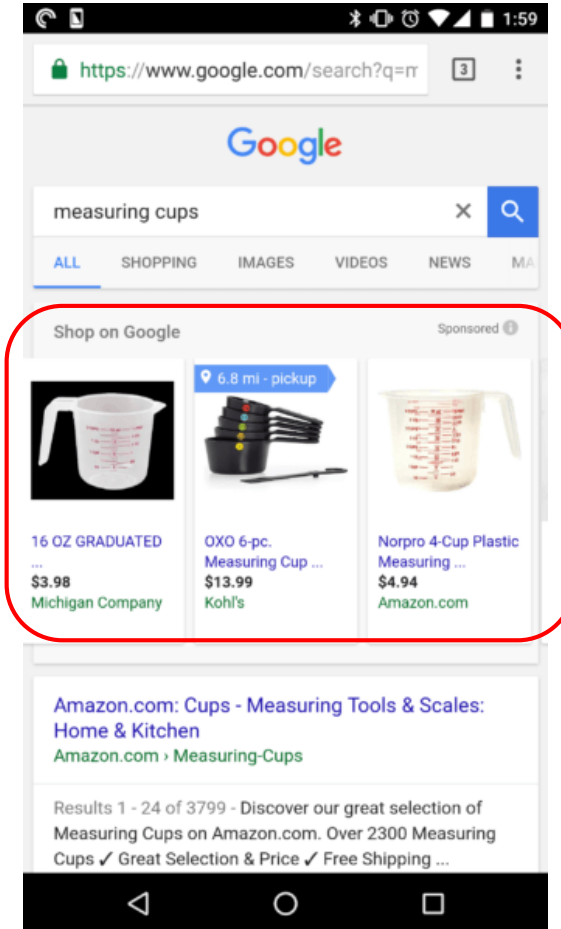 1:59
https://www.google.com/search?q=m
3
Google
measuring cups
ALL SHOPPING IMAGES VIDEOS NEWS MA
Shop on Google Sponsored
6.8 mi - pickup
16 OZ GRADUATED
...
$3.98
Michigan Company
OXO 6-pc.
Measuring Cup ...
$13.99
Kohl's
Norpro 4-Cup Plastic
Measuring ...
$4.94
Amazon.com
Amazon.com: Cups - Measuring Tools & Scales:
Home & Kitchen
Amazon.com › Measuring-Cups
Results 1 - 24 of 3799 - Discover our great selection of
Measuring Cups on Amazon.com. Over 2300 Measuring
Cups ✓ Great Selection & Price ✓ Free Shipping ...